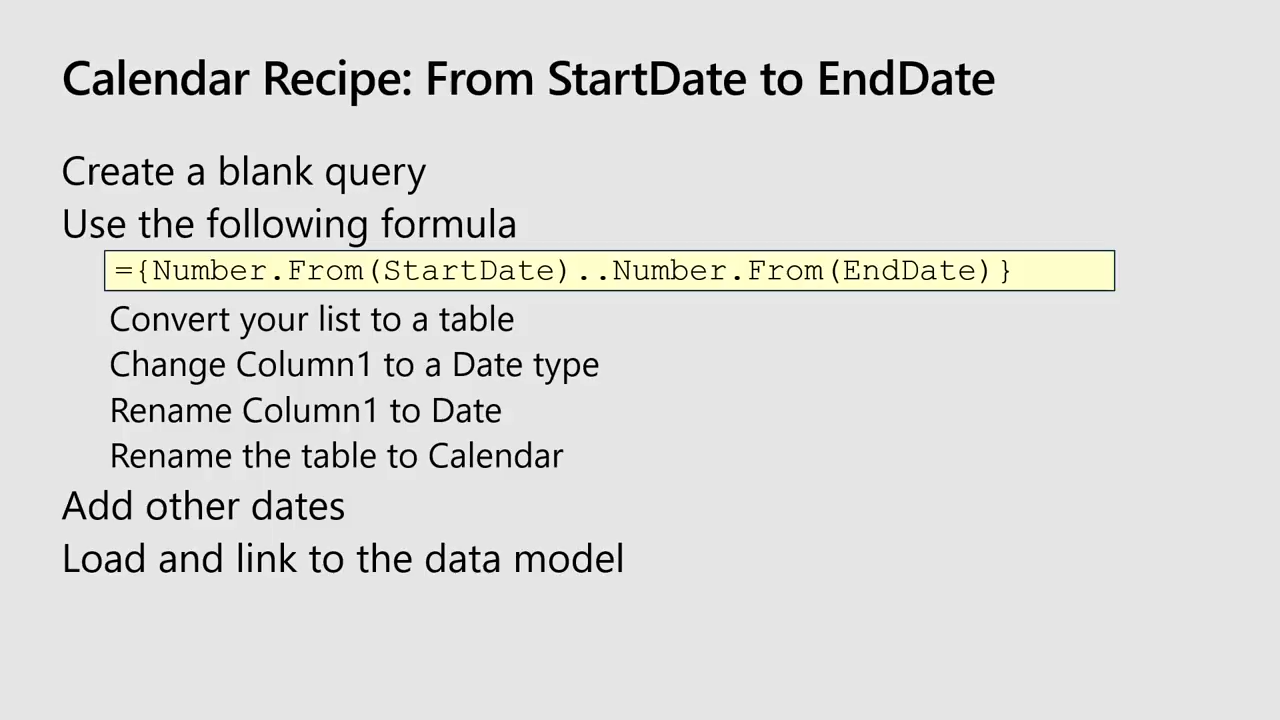 Calendar Recipe: From StartDate to EndDate
Create a blank query
Use the following formula
={Number.From(StartDate)..Number.From(EndDate)}
Convert your list to a table
Change Column1 to a Date type
Rename Column1 to Date
Rename the table to Calendar
Add other dates
Load and link to the data model